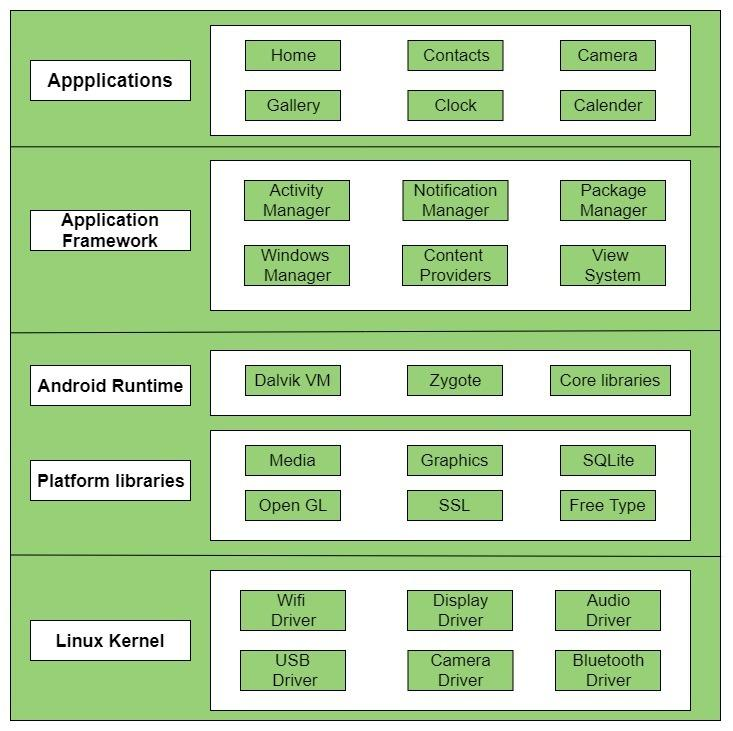 Appplications
Home
Contacts
Camera
Gallery
Clock
Calender
Application
Framework
Activity
Manager
Notification
Manager
Package
Manager
Windows
Manager
Content
Providers
View
System
Android Runtime
Dalvik VM
Zygote
Core libraries
Platform libraries
Media
Graphics
SQLite
Open GL
SSL
Free Type
Linux Kernel
Wifi
Driver
Display
Driver
Audio
Driver
USB
Driver
Camera
Driver
Bluetooth
Driver